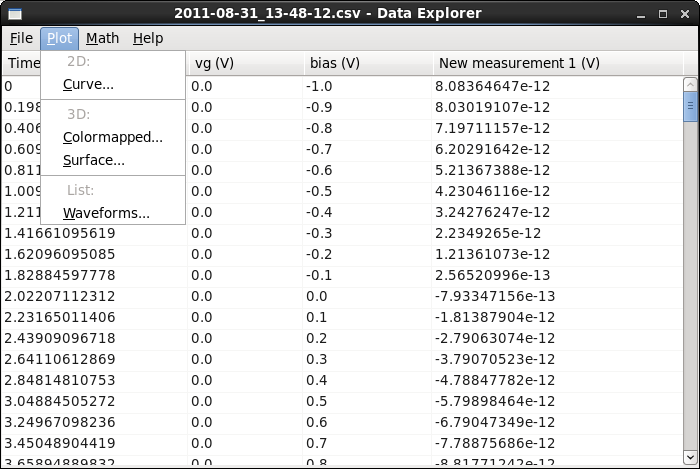 2011-08-31_13-48-12.csv - Data Explorer
File Plot Math Help
Time vg (V) bias (V) New measurement 1 (V)
2D:
Curve...
3D:
Colormapped...
Surface...
List:
Waveforms...
0 0.0 -1.0 8.08364647e-12
0.198 0.0 -0.9 8.03019107e-12
0.406 0.0 -0.8 7.19711157e-12
0.609 0.0 -0.7 6.20291642e-12
0.811 0.0 -0.6 5.21367388e-12
1.009 0.0 -0.5 4.23046116e-12
1.211 0.0 -0.4 3.24276247e-12
1.41661095619 0.0 -0.3 2.2349265e-12
1.62096095085 0.0 -0.2 1.21361073e-12
1.82884597778 0.0 -0.1 2.56520996e-13
2.02207112312 0.0 0.0 -7.93347156e-13
2.23165011406 0.0 0.1 -1.81387904e-12
2.43909096718 0.0 0.2 -2.79063074e-12
2.64110612869 0.0 0.3 -3.79070523e-12
2.84814810753 0.0 0.4 -4.78847782e-12
3.04884505272 0.0 0.5 -5.79898464e-12
3.24967098236 0.0 0.6 -6.79047349e-12
3.45048904419 0.0 0.7 -7.78875686e-12
3.65894889832 0.0 0.8 -8.81771242e-12